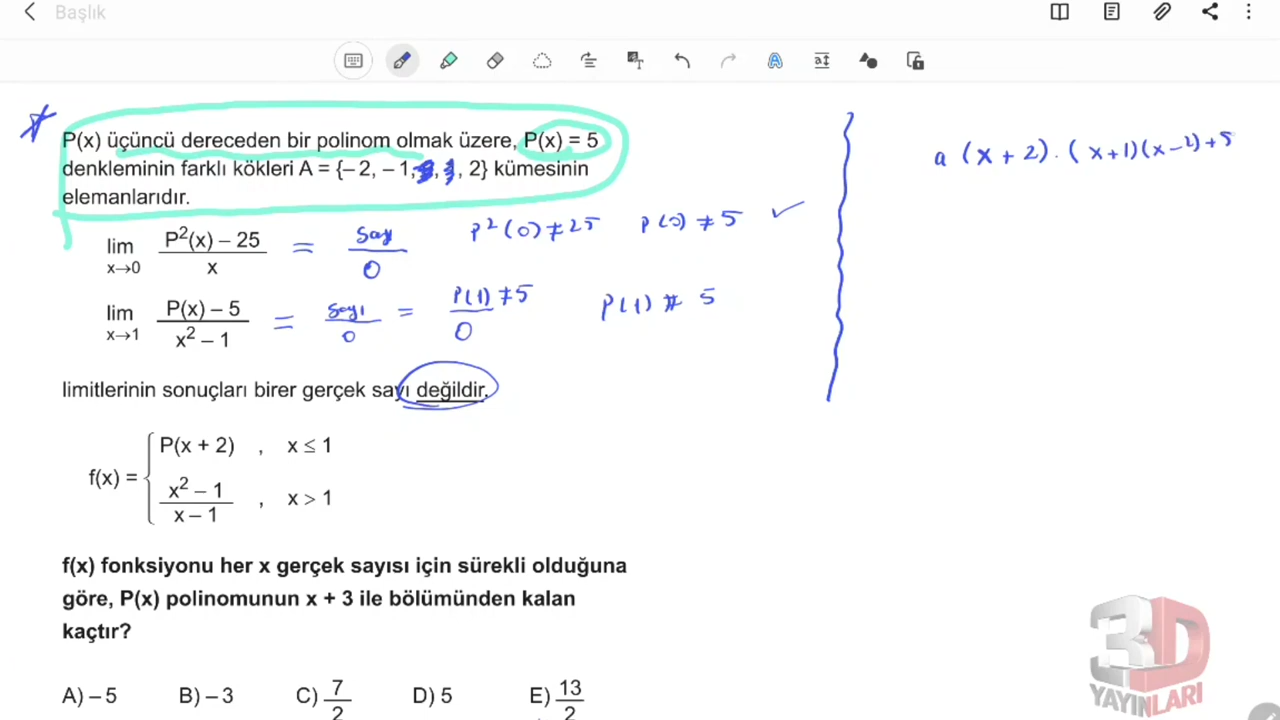 Başlık
P(x) üçüncü dereceden bir polinom olmak üzere, P(x) = 5
denkleminin farklı kökleri A = {– 2, – 1, , , 2} kümesinin
elemanlarıdır.
a (x + 2) . ( x+1)(x-2)+5
lim x→0 P²(x) – 25 / x = sayı / 0 P²(0) ≠ 25 P(0) ≠ 5 ✓
lim x→1 P(x) – 5 / x² – 1 = sayı / 0 = P(1) ≠ 5 / 0 P(1) ≠ 5
limitlerinin sonuçları birer gerçek sayı değildir.
f(x) = { P(x + 2) , x ≤ 1
x² – 1 / x – 1 , x > 1
f(x) fonksiyonu her x gerçek sayısı için sürekli olduğuna
göre, P(x) polinomunun x + 3 ile bölümünden kalan
kaçtır?
A) – 5 B) – 3 C) 7/2 D) 5 E) 13/2
3D
YAYINLARI